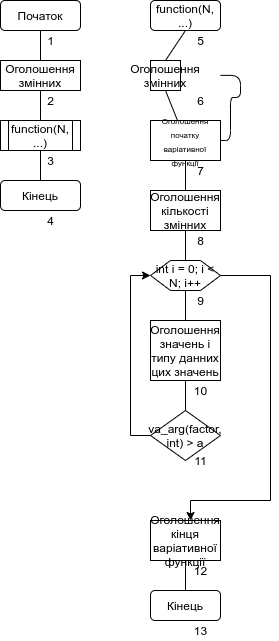 Початок
1
Оголошення
змінних
2
function(N,
...)
3
Кінець
4
function(N,
...)
5
Оголошення
змінних
6
Оголошення
початку
варіативної
функції
7
Оголошення
кількості
змінних
8
int i = 0; i <
N; i++
9
Оголошення
значень і
типу данних
цих значень
10
va_arg(factor,
int) > a
11
Оголошення
кінця
варіативної
функції
12
Кінець
13